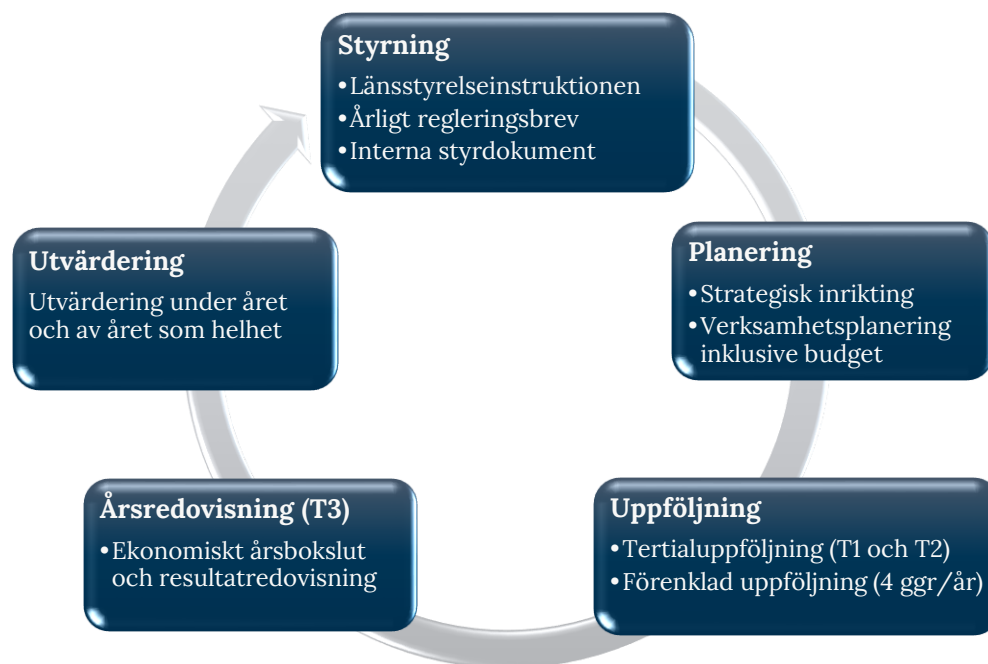 Styrning
•Länsstyrelseinstruktionen
•Årligt regleringsbrev
•Interna styrdokument
Planering
•Strategisk inrikting
•Verksamhetsplanering
inklusive budget
Uppföljning
•Tertialuppföljning (T1 och T2)
•Förenklad uppföljning (4 ggr/år)
Årsredovisning (T3)
•Ekonomiskt årsbokslut
och resultatredovisning
Utvärdering
Utvärdering under året
och av året som helhet